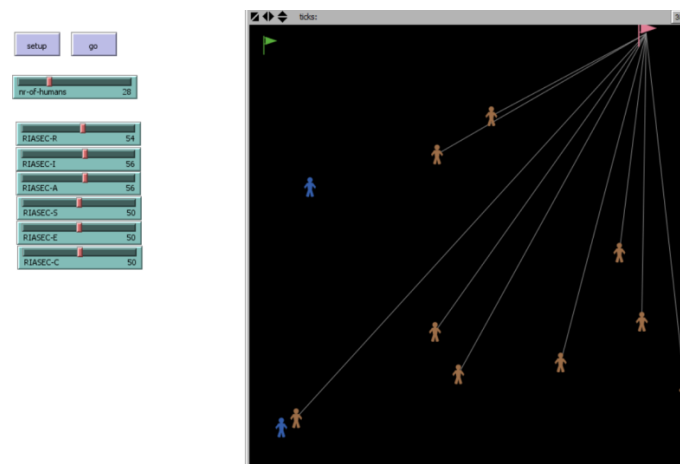 setup go
nr-of-humans 28
RIASEC-R 54
RIASEC-I 56
RIASEC-A 56
RIASEC-S 50
RIASEC-E 50
RIASEC-C 50
ticks: